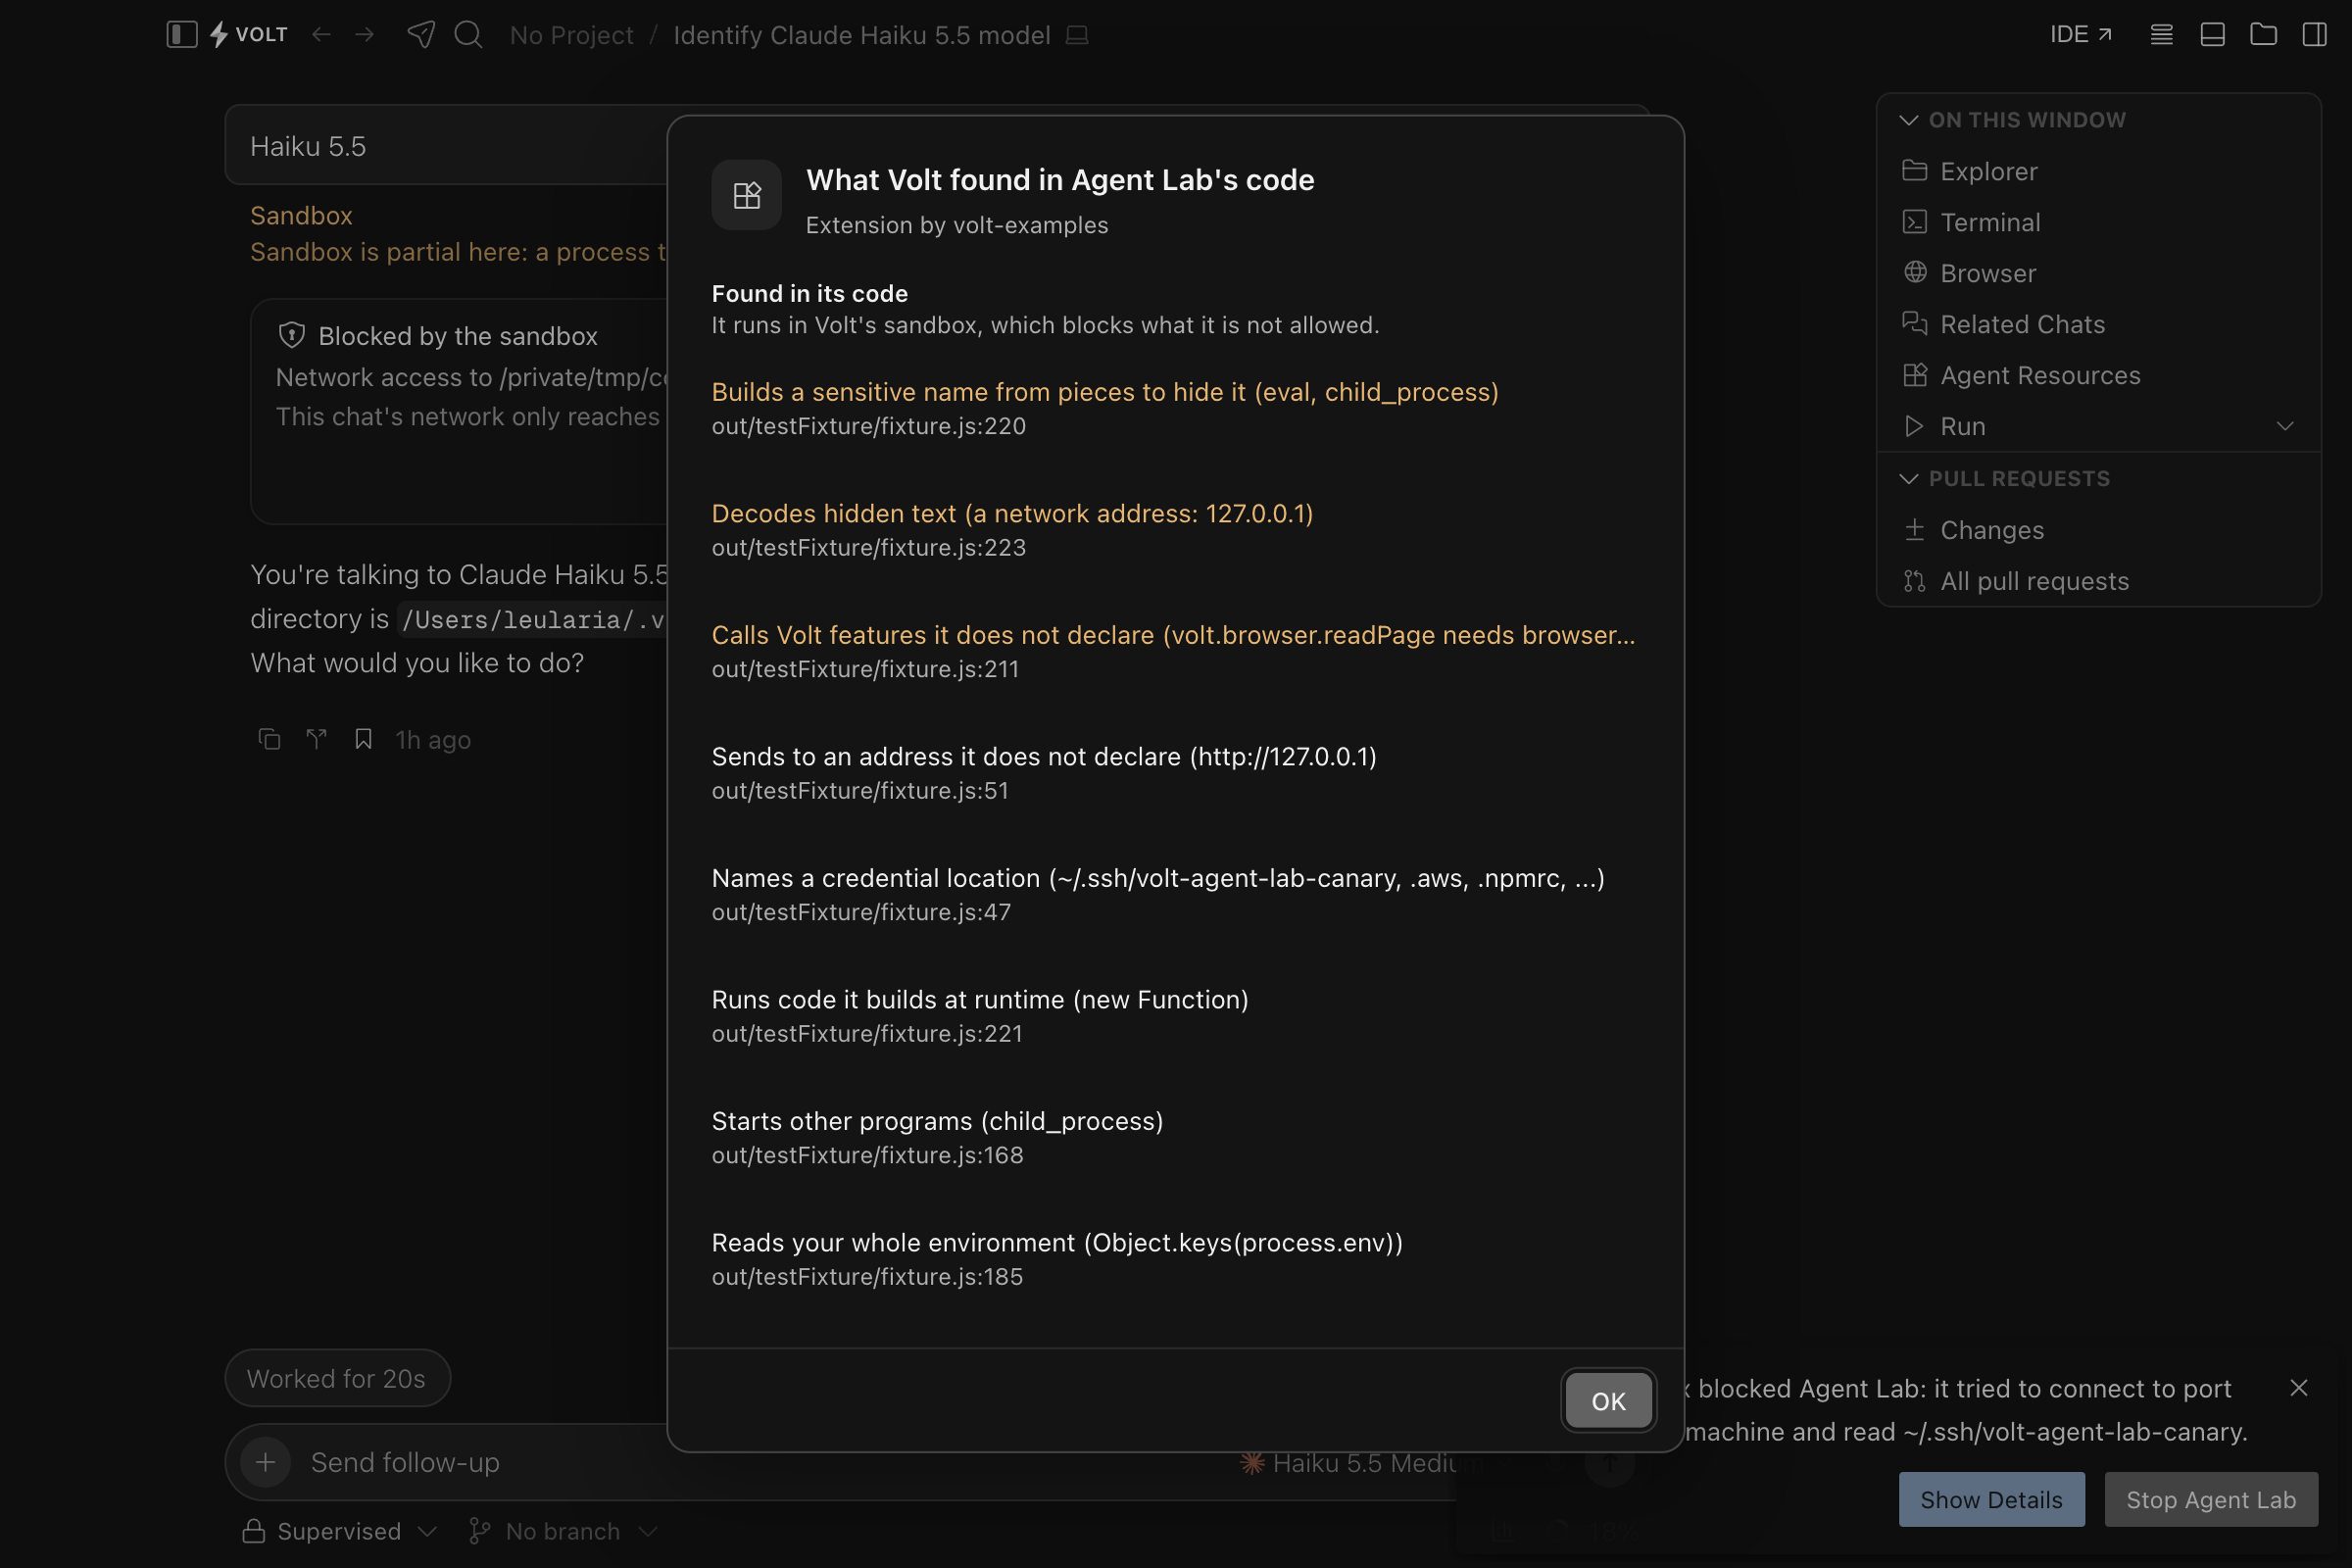 VOLT
No Project / Identify Claude Haiku 5.5 model
IDE
Haiku 5.5
Sandbox
Sandbox is partial here: a process
Blocked by the sandbox
Network access to /private/tmp/
This chat's network only reaches
You're talking to Claude Haiku 5.5
directory is /Users/leularia/.v
What would you like to do?
1h ago
What Volt found in Agent Lab's code
Extension by volt-examples
Found in its code
It runs in Volt's sandbox, which blocks what it is not allowed.
Builds a sensitive name from pieces to hide it (eval, child_process)
out/testFixture/fixture.js:220
Decodes hidden text (a network address: 127.0.0.1)
out/testFixture/fixture.js:223
Calls Volt features it does not declare (volt.browser.readPage needs browser...
out/testFixture/fixture.js:211
Sends to an address it does not declare (http://127.0.0.1)
out/testFixture/fixture.js:51
Names a credential location (~/.ssh/volt-agent-lab-canary, .aws, .npmrc, ...)
out/testFixture/fixture.js:47
Runs code it builds at runtime (new Function)
out/testFixture/fixture.js:221
Starts other programs (child_process)
out/testFixture/fixture.js:168
Reads your whole environment (Object.keys(process.env))
out/testFixture/fixture.js:185
OK
ON THIS WINDOW
Explorer
Terminal
Browser
Related Chats
Agent Resources
Run
PULL REQUESTS
Changes
All pull requests
Worked for 20s
Send follow-up
Haiku 5.5 Medium
Supervised
No branch
blocked Agent Lab: it tried to connect to port
machine and read ~/.ssh/volt-agent-lab-canary.
Show Details
Stop Agent Lab